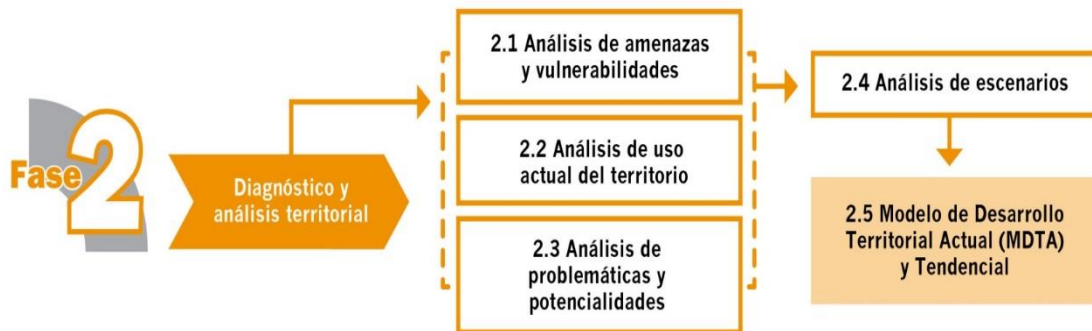 Fase 2
Diagnóstico y
análisis territorial
2.1 Análisis de amenazas
y vulnerabilidades
2.2 Análisis de uso
actual del territorio
2.3 Análisis de
problemáticas y
potencialidades
2.4 Análisis de escenarios
2.5 Modelo de Desarrollo
Territorial Actual (MDTA)
y Tendencial